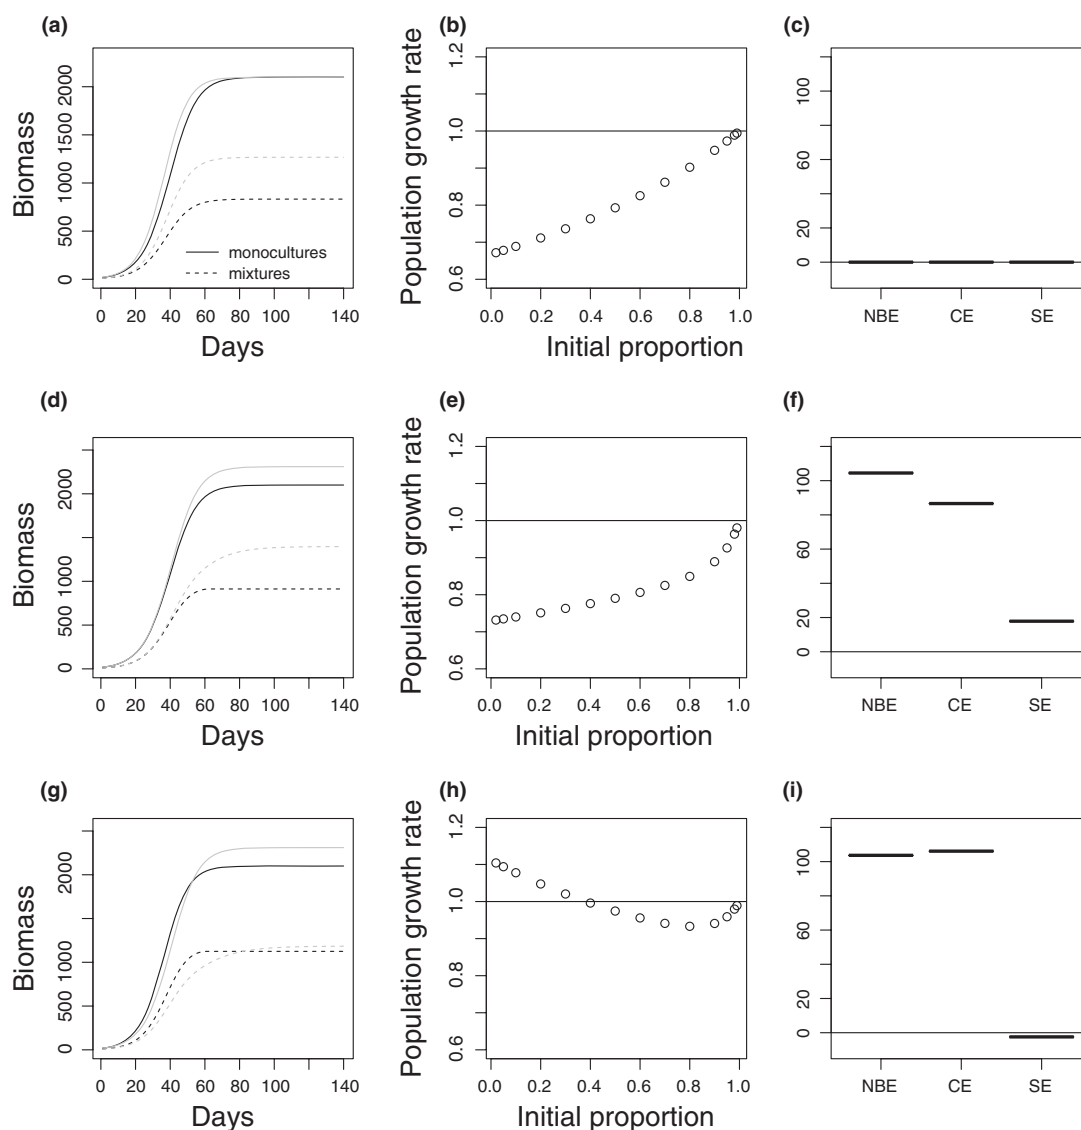 (a)
Biomass
0 500 1000 1500 2000
0 20 40 60 80 100 140
Days
monocultures
mixtures
(b)
Population growth rate
0.6 0.8 1.0 1.2
0.0 0.2 0.4 0.6 0.8 1.0
Initial proportion
(c)
0 20 60 100
NBE CE SE
(d)
Biomass
0 500 1000 2000
0 20 40 60 80 100 140
Days
(e)
Population growth rate
0.6 0.8 1.0 1.2
0.0 0.2 0.4 0.6 0.8 1.0
Initial proportion
(f)
0 20 60 100
NBE CE SE
(g)
Biomass
0 500 1000 2000
0 20 40 60 80 100 140
Days
(h)
Population growth rate
0.6 0.8 1.0 1.2
0.0 0.2 0.4 0.6 0.8 1.0
Initial proportion
(i)
0 20 60 100
NBE CE SE